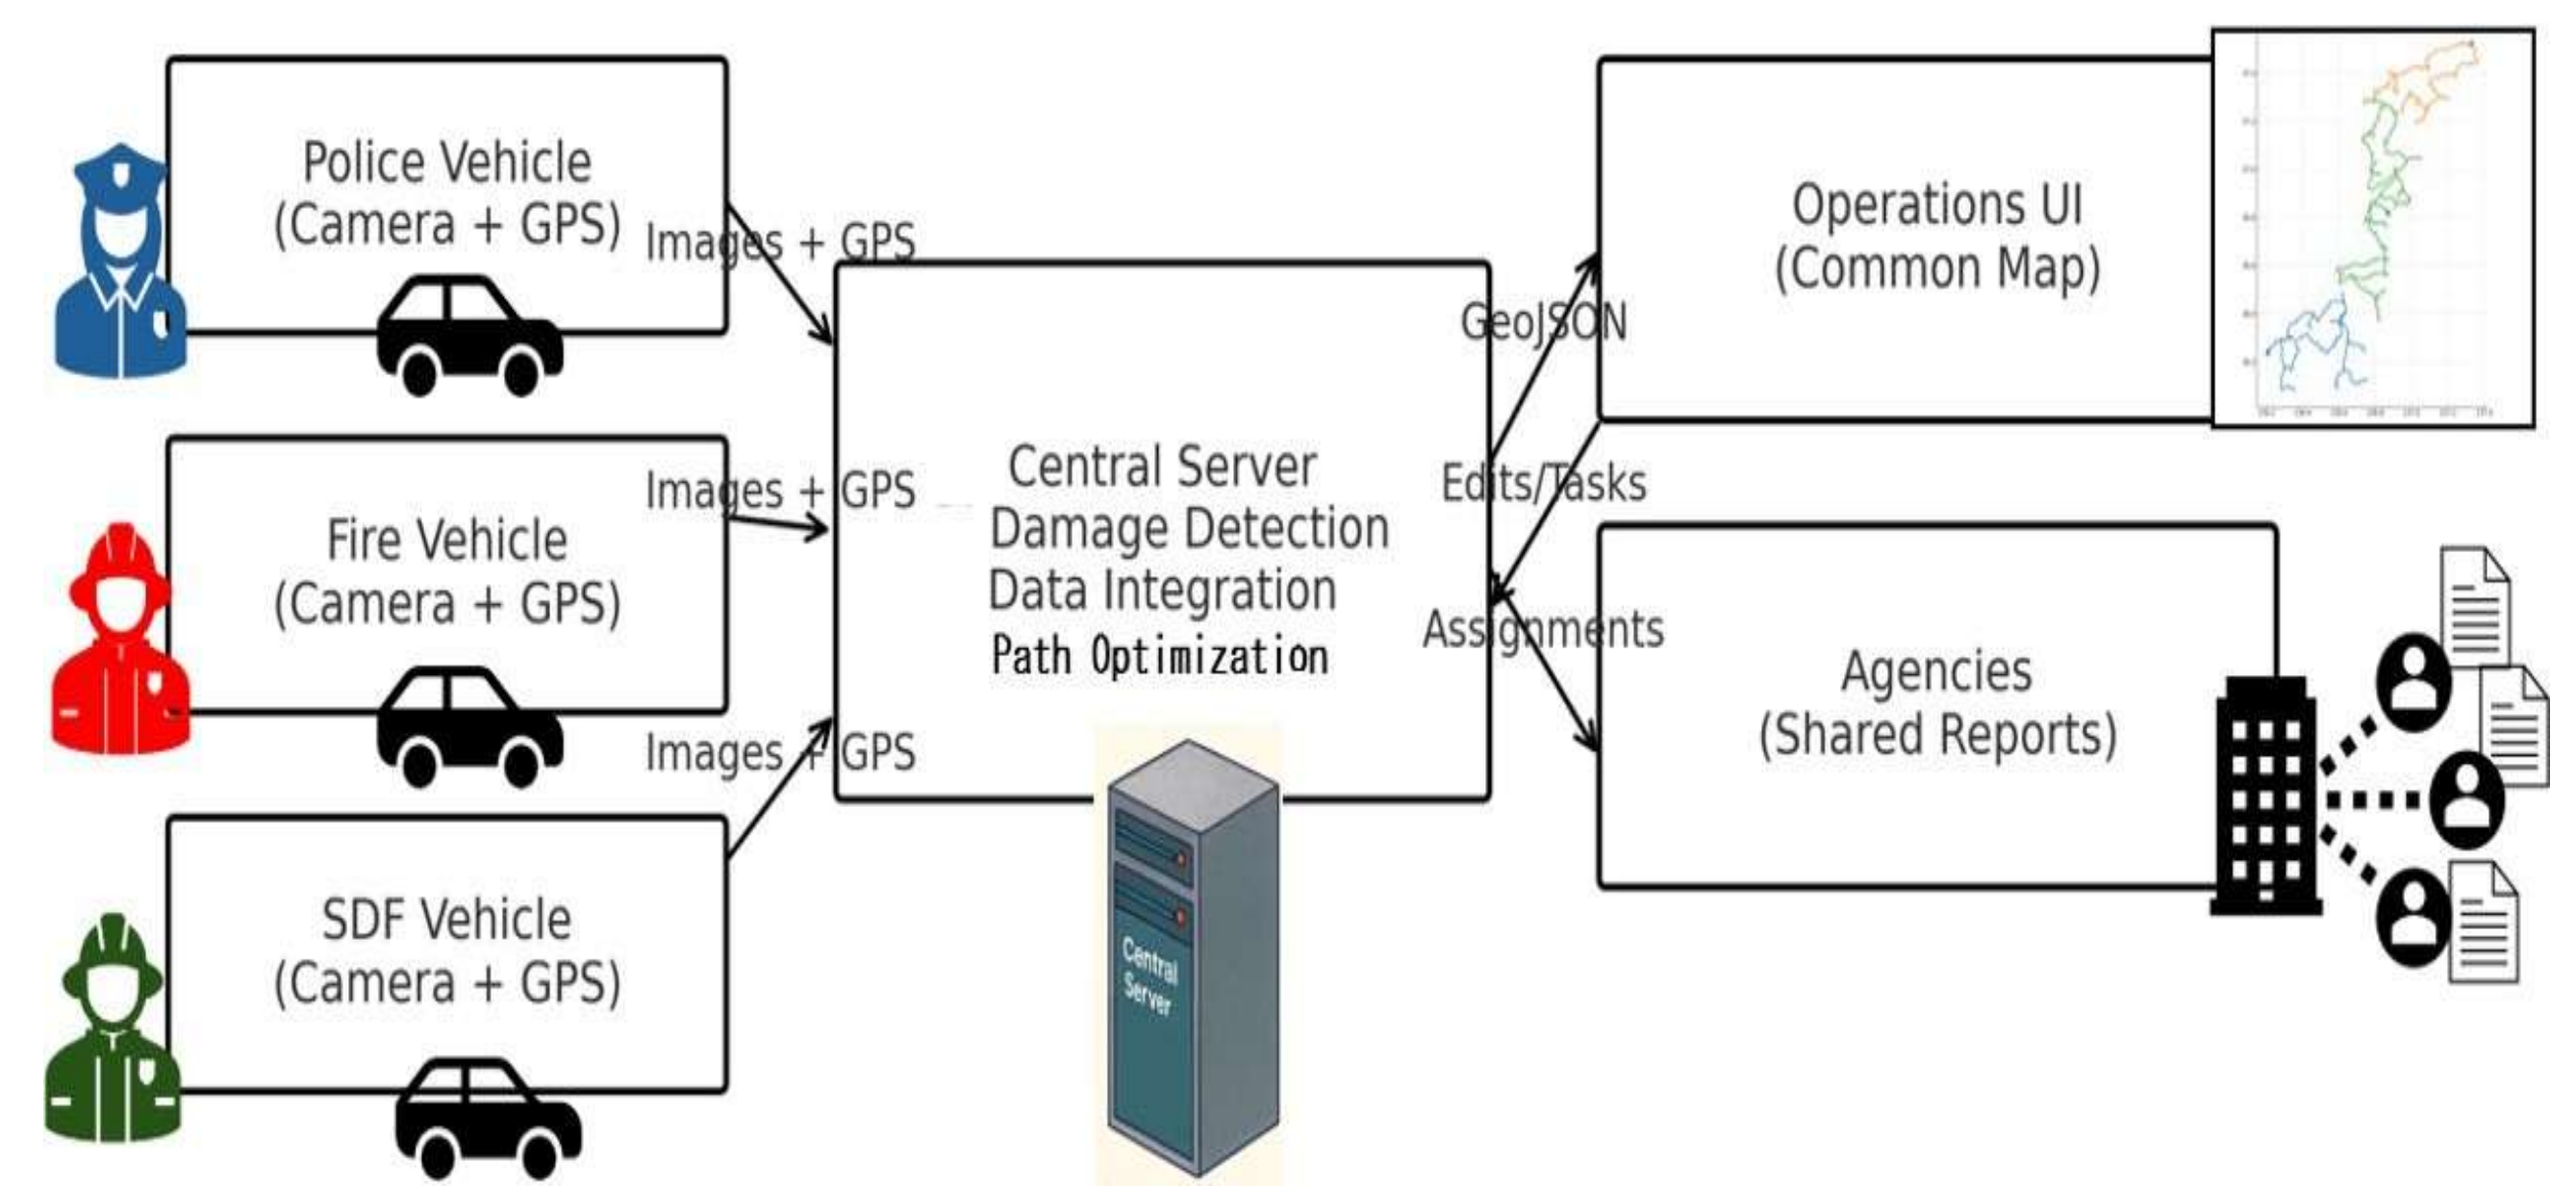 Police Vehicle
(Camera + GPS)
Images + GPS
Fire Vehicle
(Camera + GPS)
Images + GPS
SDF Vehicle
(Camera + GPS)
Images + GPS
Central Server
Damage Detection
Data Integration
Path Optimization
Central
Server
GeoJSON
Edits/Tasks
Assignments
Operations UI
(Common Map)
Agencies
(Shared Reports)